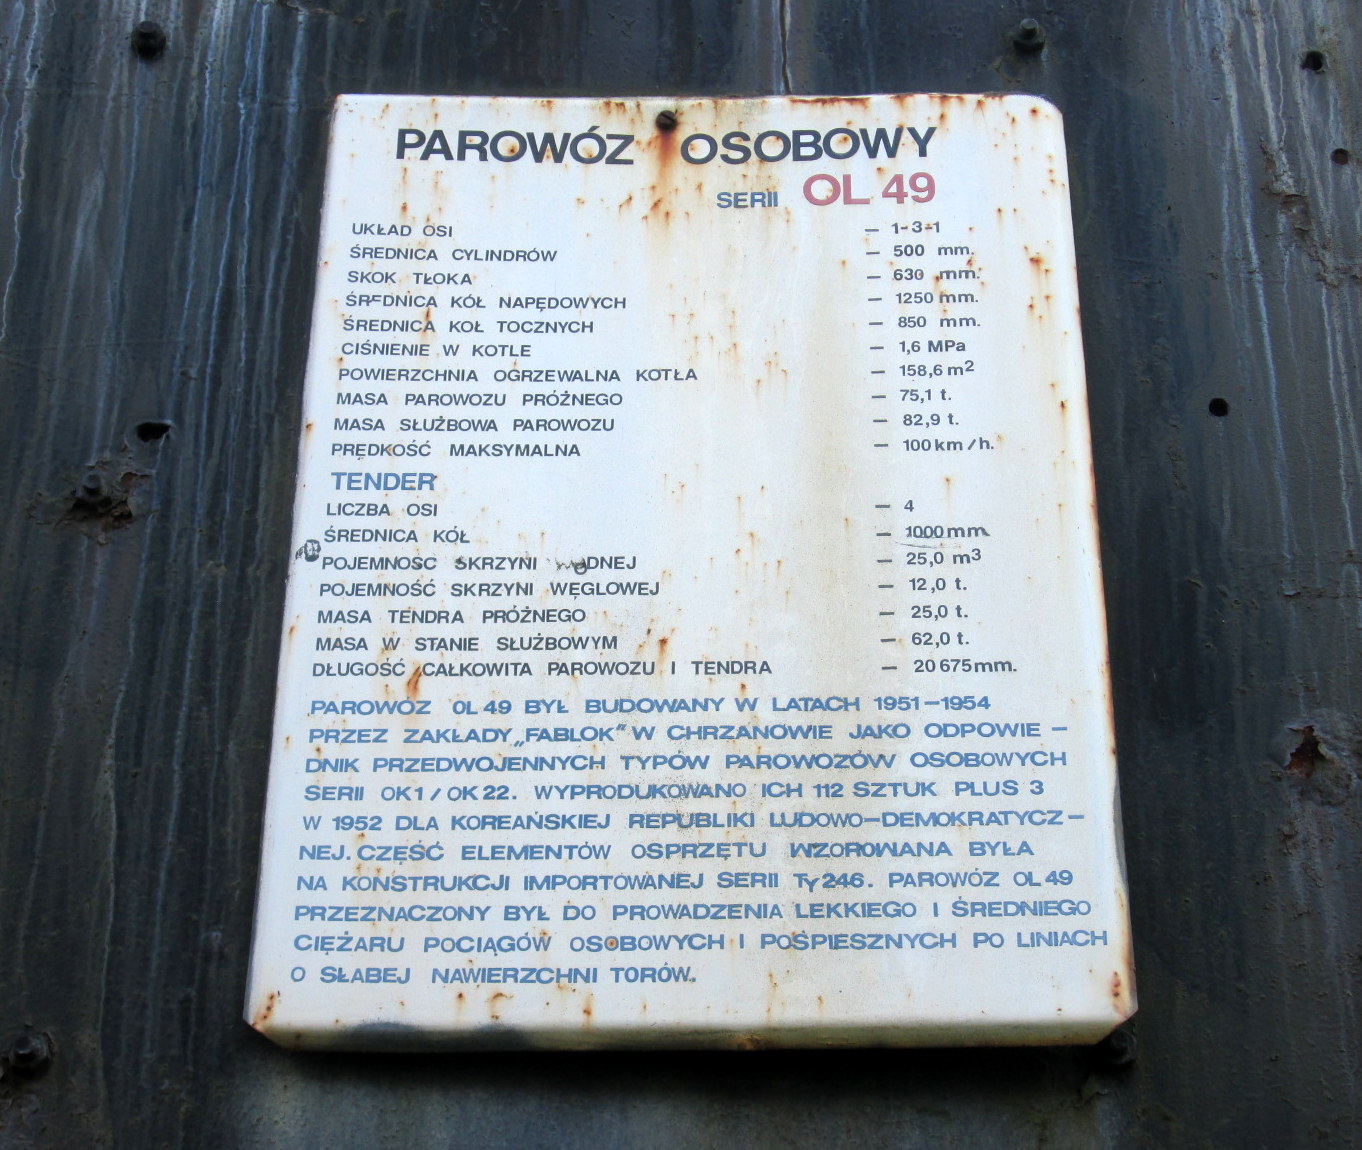 PAROWÓZ OSOBOWY
SERII OL 49
UKŁAD OSI – 1-3-1
ŚREDNICA CYLINDRÓW – 500 mm.
SKOK TŁOKA – 630 mm.
ŚREDNICA KÓŁ NAPĘDOWYCH – 1250 mm.
ŚREDNICA KOŁ TOCZNYCH – 850 mm.
CIŚNIENIE W KOTLE – 1,6 MPa
POWIERZCHNIA OGRZEWALNA KOTŁA – 158,6 m²
MASA PAROWOZU PRÓŻNEGO – 75,1 t.
MASA SŁUŻBOWA PAROWOZU – 82,9 t.
PRĘDKOŚĆ MAKSYMALNA – 100 km/h.
TENDER
LICZBA OSI – 4
ŚREDNICA KÓŁ – 1000 mm
POJEMNOSC SKRZYNI WODNEJ – 25,0 m³
POJEMNOŚĆ SKRZYNI WĘGLOWEJ – 12,0 t.
MASA TENDRA PRÓŻNEGO – 25,0 t.
MASA W STANIE SŁUŻBOWYM – 62,0 t.
DŁUGOŚĆ CAŁKOWITA PAROWOZU I TENDRA – 20 675 mm.
PAROWÓZ OL 49 BYŁ BUDOWANY W LATACH 1951–1954
PRZEZ ZAKŁADY „FABLOK" W CHRZANOWIE JAKO ODPOWIE –
DNIK PRZEDWOJENNYCH TYPÓW PAROWOZÓW OSOBOWYCH
SERII OK1 / OK 22. WYPRODUKOWANO ICH 112 SZTUK PLUS 3
W 1952 DLA KOREAŃSKIEJ REPUBLIKI LUDOWO–DEMOKRATYCZ –
NEJ. CZĘŚĆ ELEMENTÓW OSPRZĘTU WZOROWANA BYŁA
NA KONSTRUKCJI IMPORTOWANEJ SERII Ty 246. PAROWÓZ OL 49
PRZEZNACZONY BYŁ DO PROWADZENIA LEKKIEGO I ŚREDNIEGO
CIĘŻARU POCIĄGÓW OSOBOWYCH I POŚPIESZNYCH PO LINIACH
O SŁABEJ NAWIERZCHNI TORÓW.